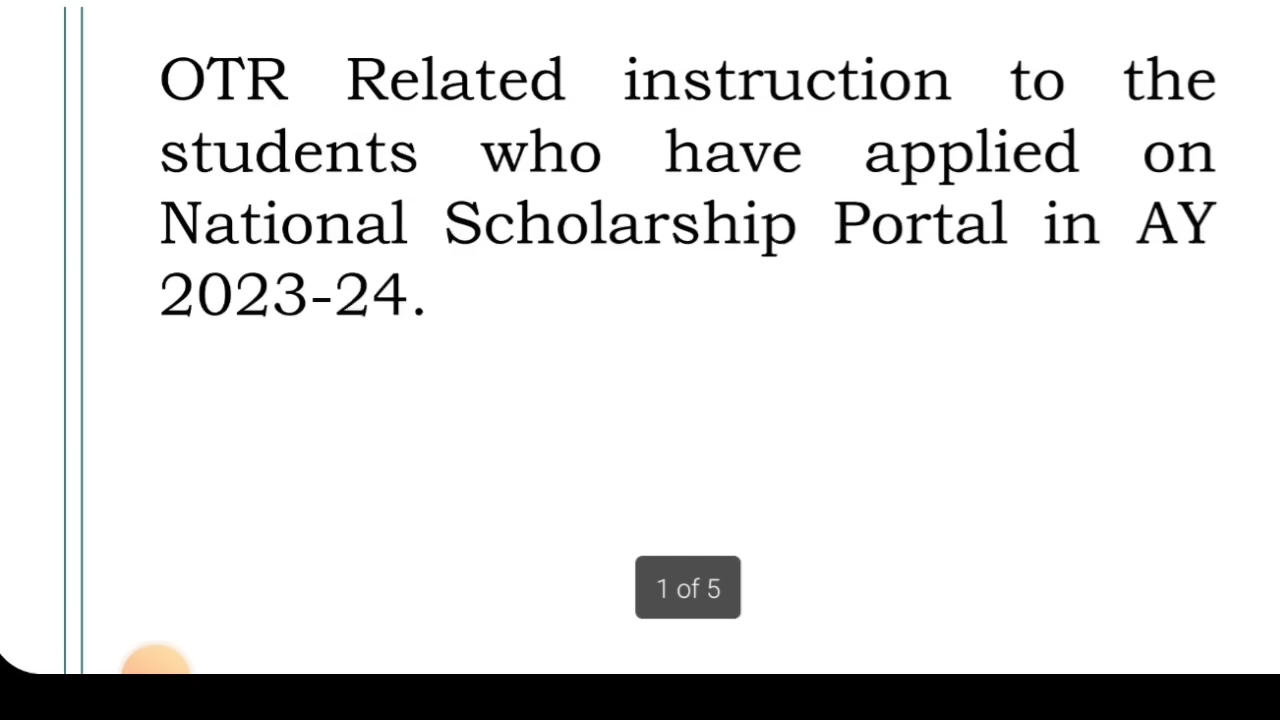 OTR Related instruction to the
students who have applied on
National Scholarship Portal in AY
2023-24.
1 of 5